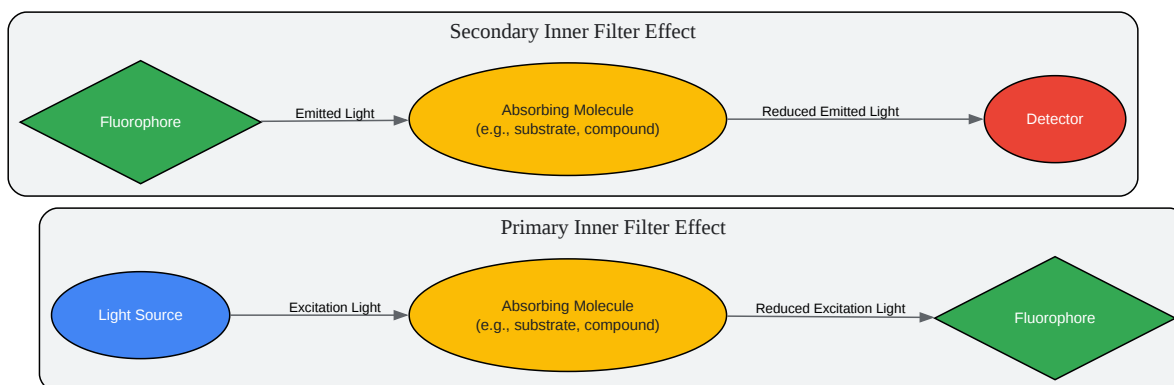 Secondary Inner Filter Effect
Fluorophore
Emitted Light
Absorbing Molecule
(e.g., substrate, compound)
Reduced Emitted Light
Detector
Primary Inner Filter Effect
Light Source
Excitation Light
Absorbing Molecule
(e.g., substrate, compound)
Reduced Excitation Light
Fluorophore